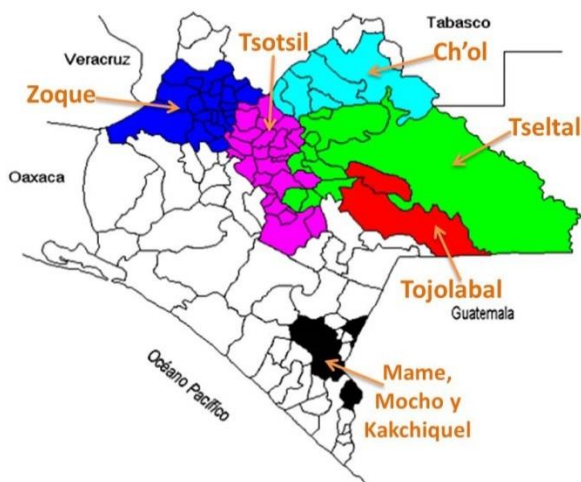 Tabasco
Veracruz
Tsotsil
Ch’ol
Zoque
Tseltal
Oaxaca
Tojolabal
Guatemala
Océano Pacífico
Mame,
Mocho y
Kakchiquel